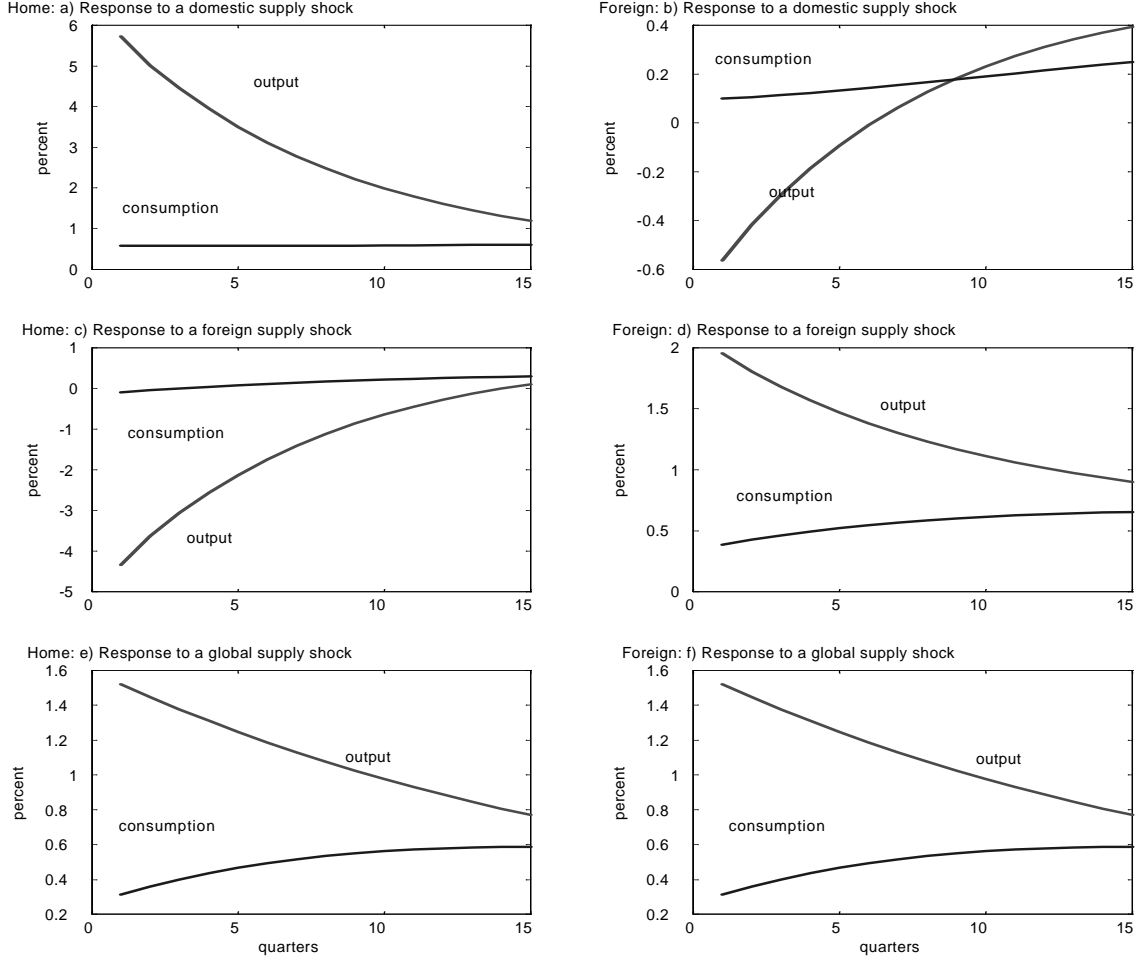 Home: a) Response to a domestic supply shock
6
5
4
3
2
1
0
percent
output
consumption
0 5 10 15
Foreign: b) Response to a domestic supply shock
0.4
0.2
0
-0.2
-0.4
-0.6
percent
consumption
output
0 5 10 15
Home: c) Response to a foreign supply shock
1
0
-1
-2
-3
-4
-5
percent
consumption
output
0 5 10 15
Foreign: d) Response to a foreign supply shock
2
1.5
1
0.5
0
percent
output
consumption
0 5 10 15
Home: e) Response to a global supply shock
1.6
1.4
1.2
1
0.8
0.6
0.4
0.2
percent
output
consumption
0 5 10 15
quarters
Foreign: f) Response to a global supply shock
1.6
1.4
1.2
1
0.8
0.6
0.4
0.2
percent
output
consumption
0 5 10 15
quarters